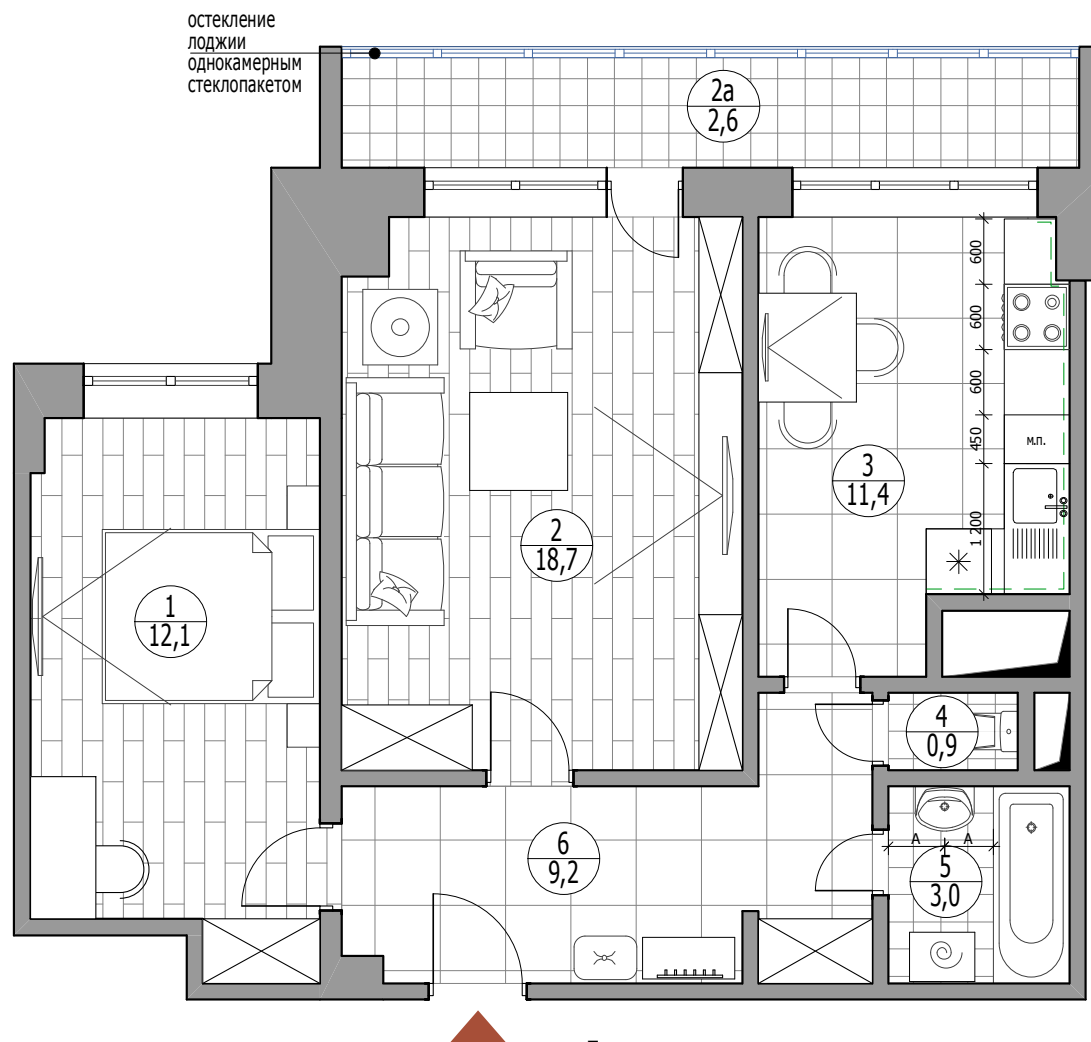 остекление
лоджии
однокамерным
стеклопакетом
2а
2,6
600
600
600
450
м.п.
3
11,4
1 200
2
18,7
1
12,1
4
0,9
6
9,2
А
А
5
3,0